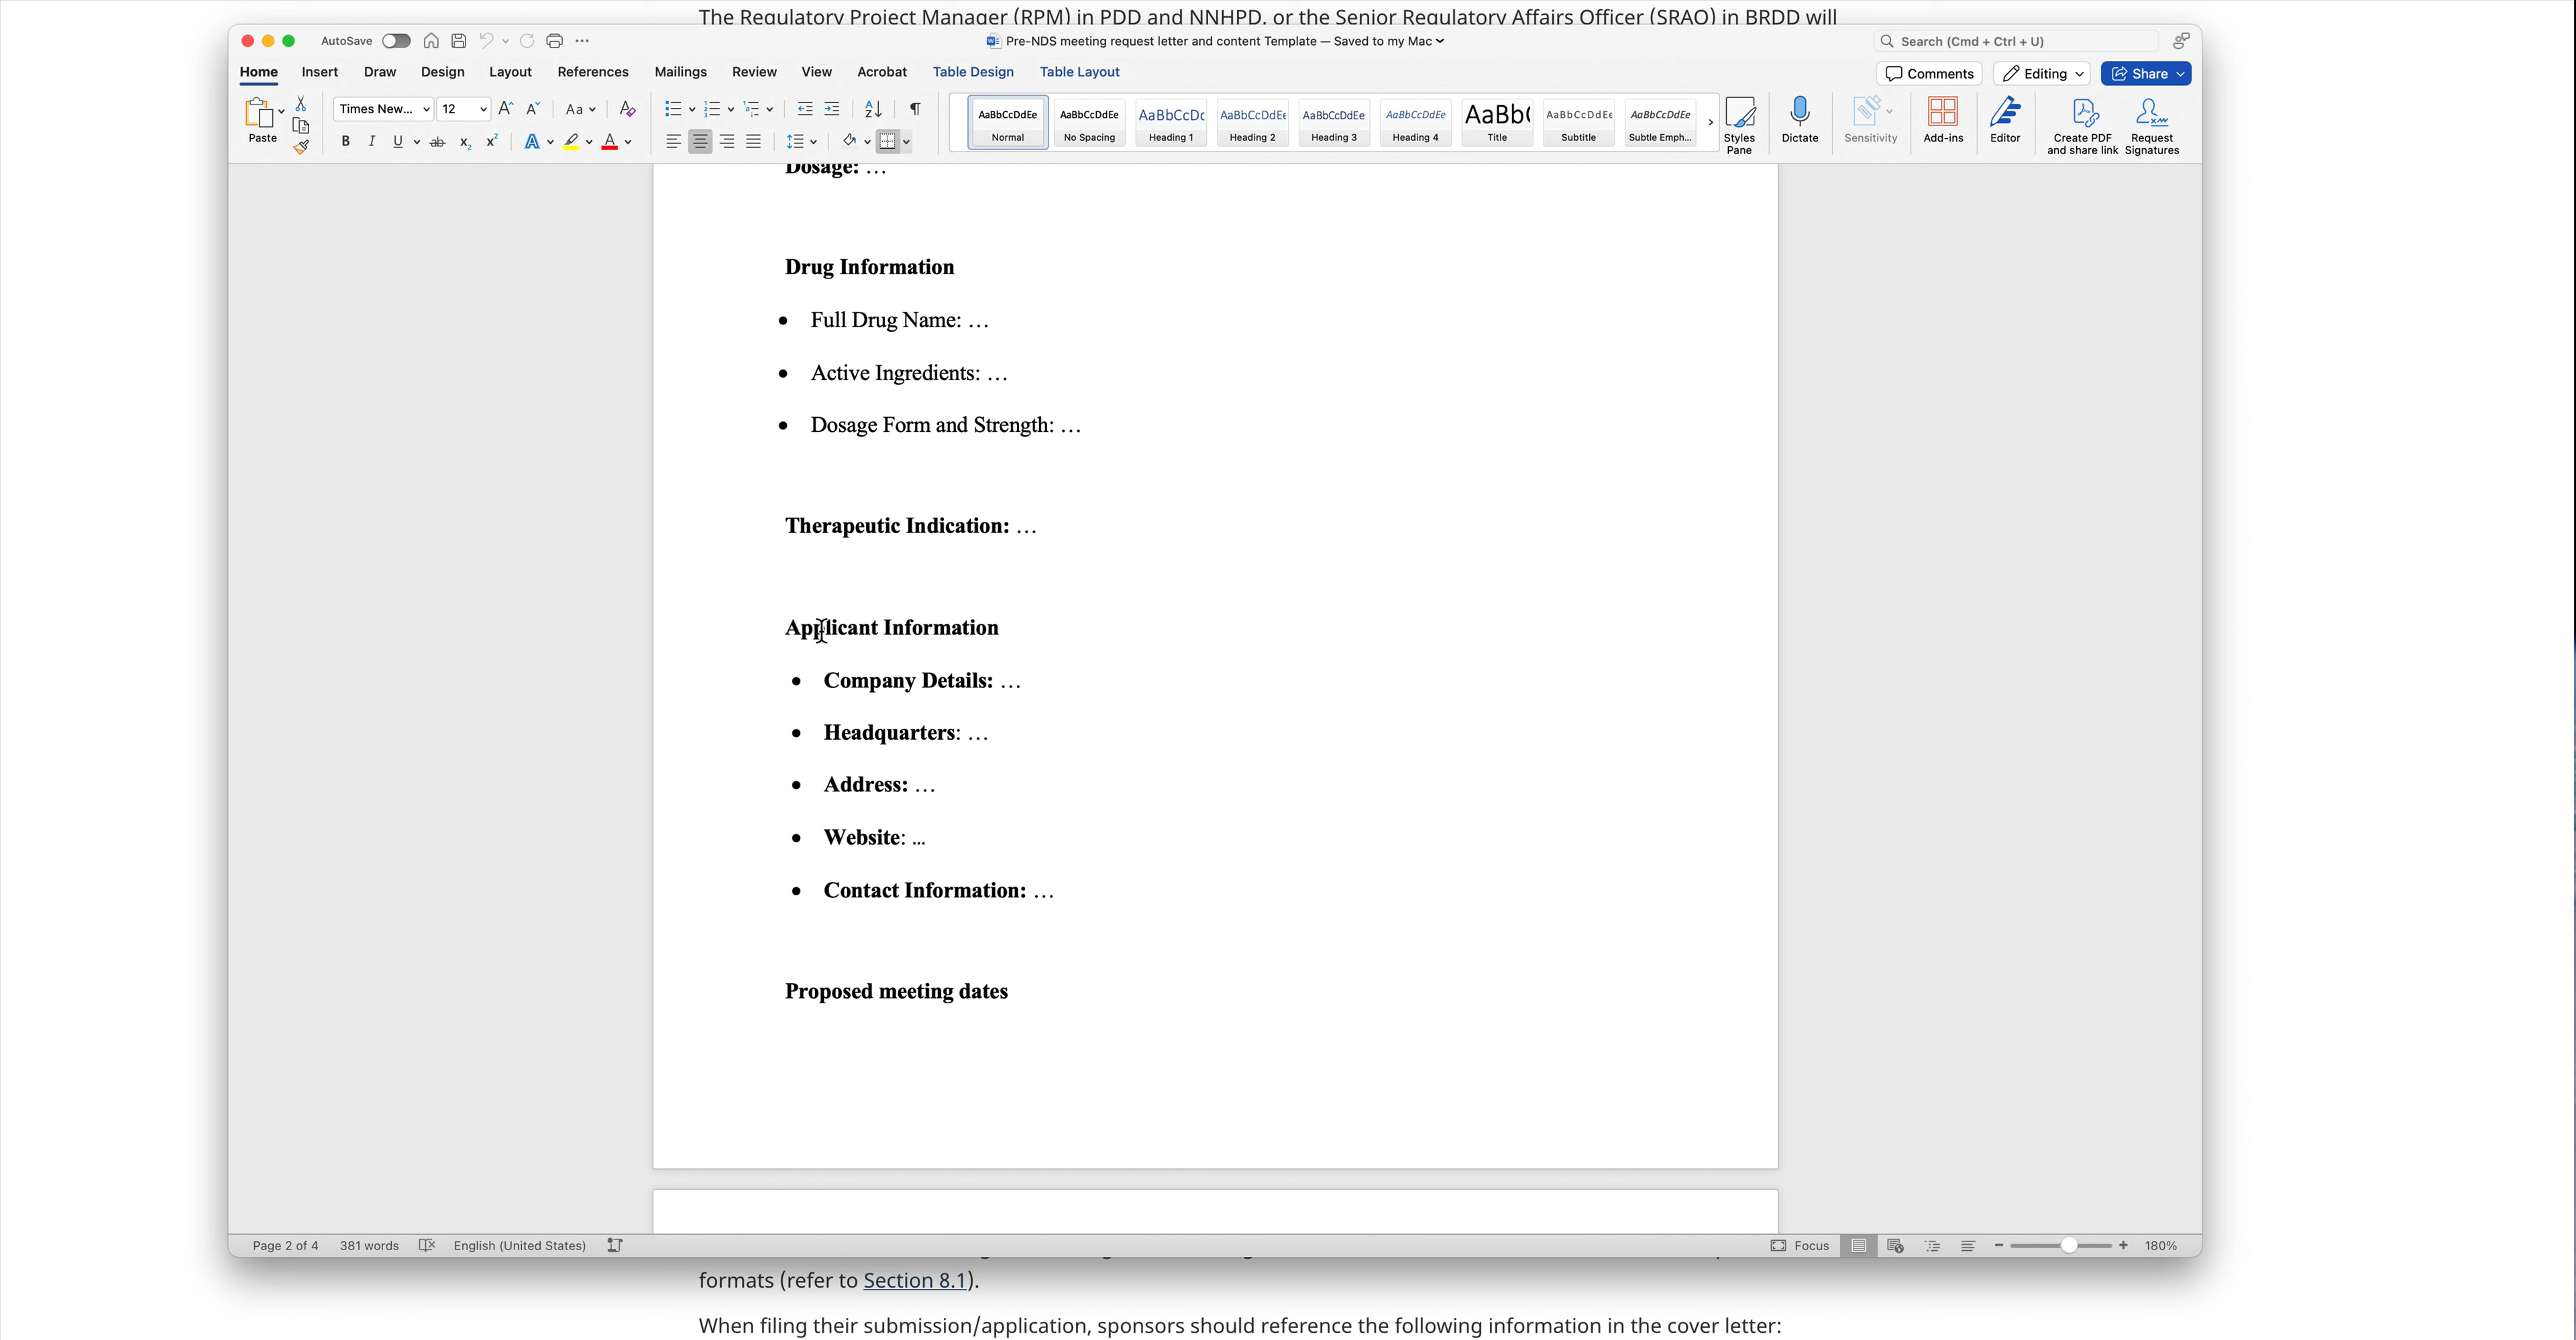 The Regulatory Project Manager (RPM) in PDD and NNHPD, or the Senior Regulatory Affairs Officer (SRAO) in BRDD will
AutoSave
Pre-NDS meeting request letter and content Template — Saved to my Mac
Search (Cmd + Ctrl + U)
Home Insert Draw Design Layout References Mailings Review View Acrobat Table Design Table Layout
Comments Editing Share
Paste
Times New... 12
AaBbCcDdEe Normal
AaBbCcDdEe No Spacing
AaBbCcDc Heading 1
AaBbCcDdEe Heading 2
AaBbCcDdEe Heading 3
AaBbCcDdEe Heading 4
AaBb( Title
AaBbCcDdEe Subtitle
AaBbCcDdEe Subtle Emph...
Styles Pane
Dictate
Sensitivity
Add-ins
Editor
Create PDF and share link
Request Signatures
Dosage: …
Drug Information
• Full Drug Name: …
• Active Ingredients: …
• Dosage Form and Strength: …
Therapeutic Indication: …
Applicant Information
• Company Details: …
• Headquarters: …
• Address: …
• Website: ...
• Contact Information: …
Proposed meeting dates
Page 2 of 4 381 words English (United States) Focus 180%
formats (refer to Section 8.1).
When filing their submission/application, sponsors should reference the following information in the cover letter: